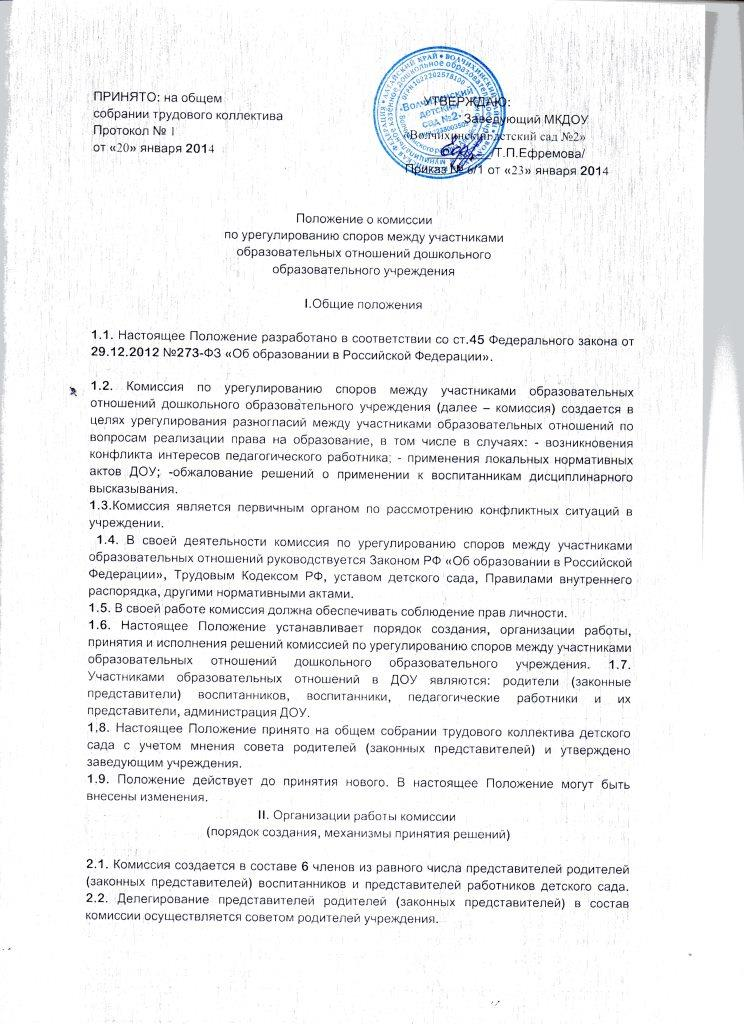 ПРИНЯТО: на общем
собрании трудового коллектива
Протокол № 1
от «20» января 2014
УТВЕРЖДАЮ:
Заведующий МКДОУ
«Волчихинский детский сад №2»
/Т.П.Ефремова/
Приказ № 6/1 от «23» января 2014
Волчихинский
детский
сад №2
Положение о комиссии
по урегулированию споров между участниками
образовательных отношений дошкольного
образовательного учреждения
I.Общие положения
1.1. Настоящее Положение разработано в соответствии со ст.45 Федерального закона от
29.12.2012 №273-ФЗ «Об образовании в Российской Федерации».
1.2. Комиссия по урегулированию споров между участниками образовательных
отношений дошкольного образовательного учреждения (далее – комиссия) создается в
целях урегулирования разногласий между участниками образовательных отношений по
вопросам реализации права на образование, в том числе в случаях: - возникновения
конфликта интересов педагогического работника; - применения локальных нормативных
актов ДОУ; -обжалование решений о применении к воспитанникам дисциплинарного
высказывания.
1.3.Комиссия является первичным органом по рассмотрению конфликтных ситуаций в
учреждении.
1.4. В своей деятельности комиссия по урегулированию споров между участниками
образовательных отношений руководствуется Законом РФ «Об образовании в Российской
Федерации», Трудовым Кодексом РФ, уставом детского сада, Правилами внутреннего
распорядка, другими нормативными актами.
1.5. В своей работе комиссия должна обеспечивать соблюдение прав личности.
1.6. Настоящее Положение устанавливает порядок создания, организации работы,
принятия и исполнения решений комиссией по урегулированию споров между участниками
образовательных отношений дошкольного образовательного учреждения. 1.7.
Участниками образовательных отношений в ДОУ являются: родители (законные
представители) воспитанников, воспитанники, педагогические работники и их
представители, администрация ДОУ.
1.8. Настоящее Положение принято на общем собрании трудового коллектива детского
сада с учетом мнения совета родителей (законных представителей) и утверждено
заведующим учреждения.
1.9. Положение действует до принятия нового. В настоящее Положение могут быть
внесены изменения.
II. Организации работы комиссии
(порядок создания, механизмы принятия решений)
2.1. Комиссия создается в составе 6 членов из равного числа представителей родителей
(законных представителей) воспитанников и представителей работников детского сада.
2.2. Делегирование представителей родителей (законных представителей) в состав
комиссии осуществляется советом родителей учреждения.